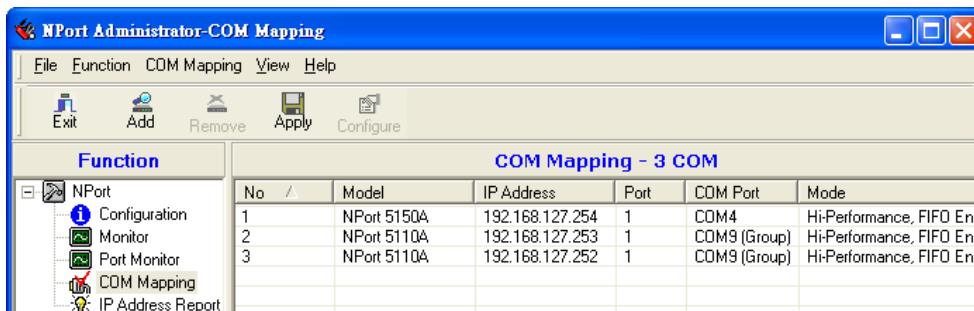 NPort Administrator-COM Mapping
File Function COM Mapping View Help
Exit Add Remove Apply Configure
Function
COM Mapping - 3 COM
NPort
Configuration
Monitor
Port Monitor
COM Mapping
IP Address Report
No Model IP Address Port COM Port Mode
1 NPort 5150A 192.168.127.254 1 COM4 Hi-Performance, FIFO En
2 NPort 5110A 192.168.127.253 1 COM9 (Group) Hi-Performance, FIFO En
3 NPort 5110A 192.168.127.252 1 COM9 (Group) Hi-Performance, FIFO En